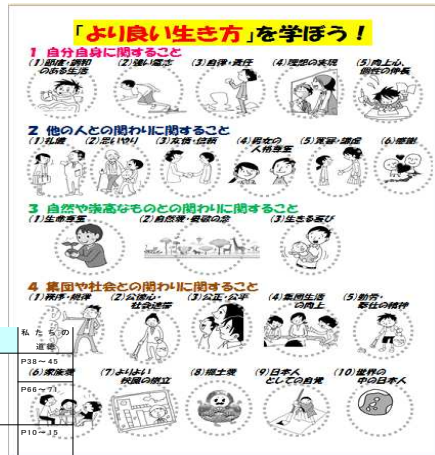 「より良い生き方」を学ぼう！
1 自分自身に関すること
(1)節度・調和のある生活 (2)強い意志 (3)自律・責任 (4)理想の実現 (5)向上心、個性の伸長
2 他の人との関わりに関すること
(1)礼儀 (2)思いやり (3)友情・信頼 (4)男女の人格尊重 (5)寛容・謙虚 (6)感謝
3 自然や崇高なものとの関わりに関すること
(1)生命尊重 (2)自然愛・畏敬の念 (3)生きる喜び
4 集団や社会との関わりに関すること
(1)秩序・規律 (2)公徳心・社会連帯 (3)公正・公平 (4)集団生活の向上 (5)勤労・奉仕の精神
私たちの
道徳
P38～45
(6)家族愛 (7)よりよい校風の樹立 (8)郷土愛 (9)日本人としての自覚 (10)世界の中の日本人
P66～71
P10～15